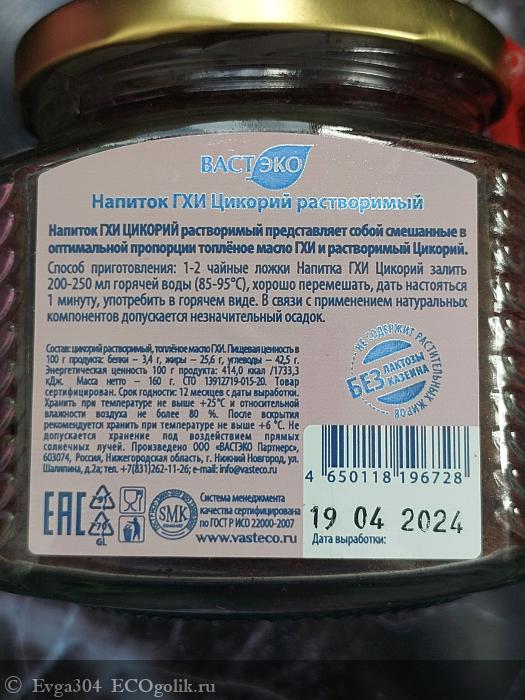 ВАСТЭКО
Напиток ГХИ Цикорий растворимый
Напиток ГХИ ЦИКОРИЙ растворимый представляет собой смешанные в
оптимальной пропорции топлёное масло ГХИ и растворимый Цикорий.
Способ приготовления: 1-2 чайные ложки Напитка ГХИ Цикорий залить
200-250 мл горячей воды (85-95°С), хорошо перемешать, дать настояться
1 минуту, употребить в горячем виде. В связи с применением натуральных
компонентов допускается незначительный осадок.
Состав: цикорий растворимый, топлёное масло ГХИ. Пищевая ценность в
100 г продукта: белки – 3,4 г, жиры – 25,6 г, углеводы – 42,5 г.
Энергетическая ценность 100 г продукта: 414,0 ккал /1733,3
кДж. Масса нетто – 160 г. СТО 13912719-015-20. Товар
сертифицирован. Срок годности: 12 месяцев с даты выработки.
Хранить при температуре не выше +25°С и относительной
влажности воздуха не более 80 %. После вскрытия
рекомендуется хранить при температуре не выше +6 °С. Не
допускается хранение под воздействием прямых
солнечных лучей. Произведено ООО «ВАСТЭКО Партнерс»,
603074, Россия, Нижегородская область, г. Нижний Новгород, ул.
Шаляпина, д.2а; тел. +7(831)262-11-26; e-mail: info@vasteco.ru
НЕ СОДЕРЖИТ РАСТИТЕЛЬНЫХ ЖИРОВ
БЕЗ ЛАКТОЗЫ
КАЗЕИНА
4 650118 196728
19 04 2024
Дата выработки:
ЕАС
GL
SMK
Система менеджмента
качества сертифицирована
по ГОСТ Р ИСО 22000-2007
www.vasteco.ru
Evga304 ECOgolik.ru